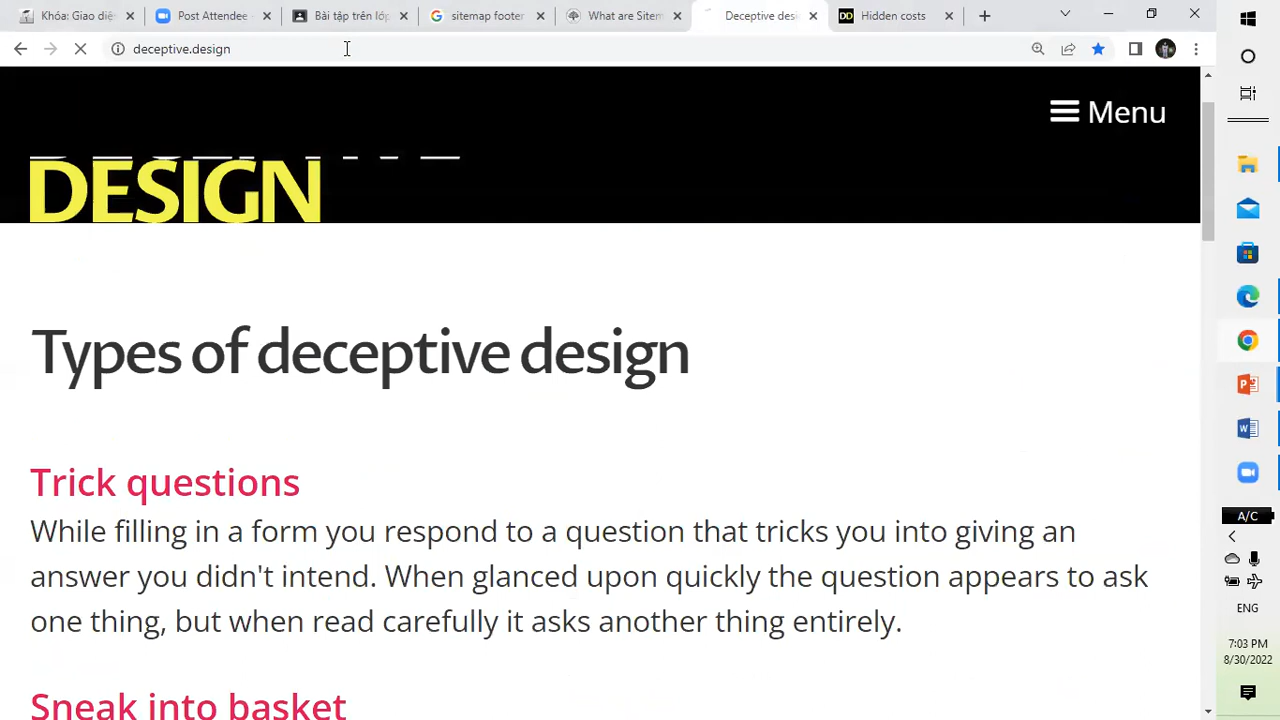 Khóa: Giao diệ
Post Attendee -
Bài tập trên lớp
sitemap footer
What are Sitem
Deceptive desi
DD Hidden costs
deceptive.design
Menu
DESIGN
Types of deceptive design
Trick questions
While filling in a form you respond to a question that tricks you into giving an
answer you didn't intend. When glanced upon quickly the question appears to ask
one thing, but when read carefully it asks another thing entirely.
Sneak into basket
A/C
ENG
7:03 PM
8/30/2022